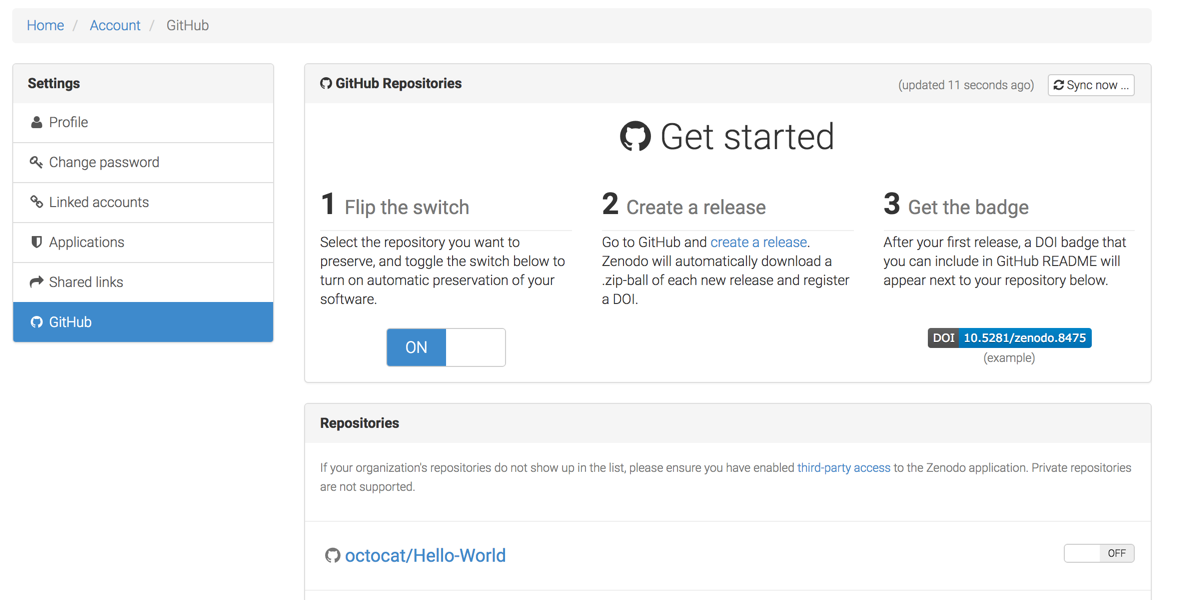 Home / Account / GitHub
Settings
Profile
Change password
Linked accounts
Applications
Shared links
GitHub
GitHub Repositories
(updated 11 seconds ago)
Sync now ...
Get started
1 Flip the switch
Select the repository you want to
preserve, and toggle the switch below to
turn on automatic preservation of your
software.
ON
2 Create a release
Go to GitHub and create a release.
Zenodo will automatically download a
.zip-ball of each new release and register
a DOI.
3 Get the badge
After your first release, a DOI badge that
you can include in GitHub README will
appear next to your repository below.
DOI 10.5281/zenodo.8475
(example)
Repositories
If your organization's repositories do not show up in the list, please ensure you have enabled third-party access to the Zenodo application. Private repositories
are not supported.
octocat/Hello-World
OFF